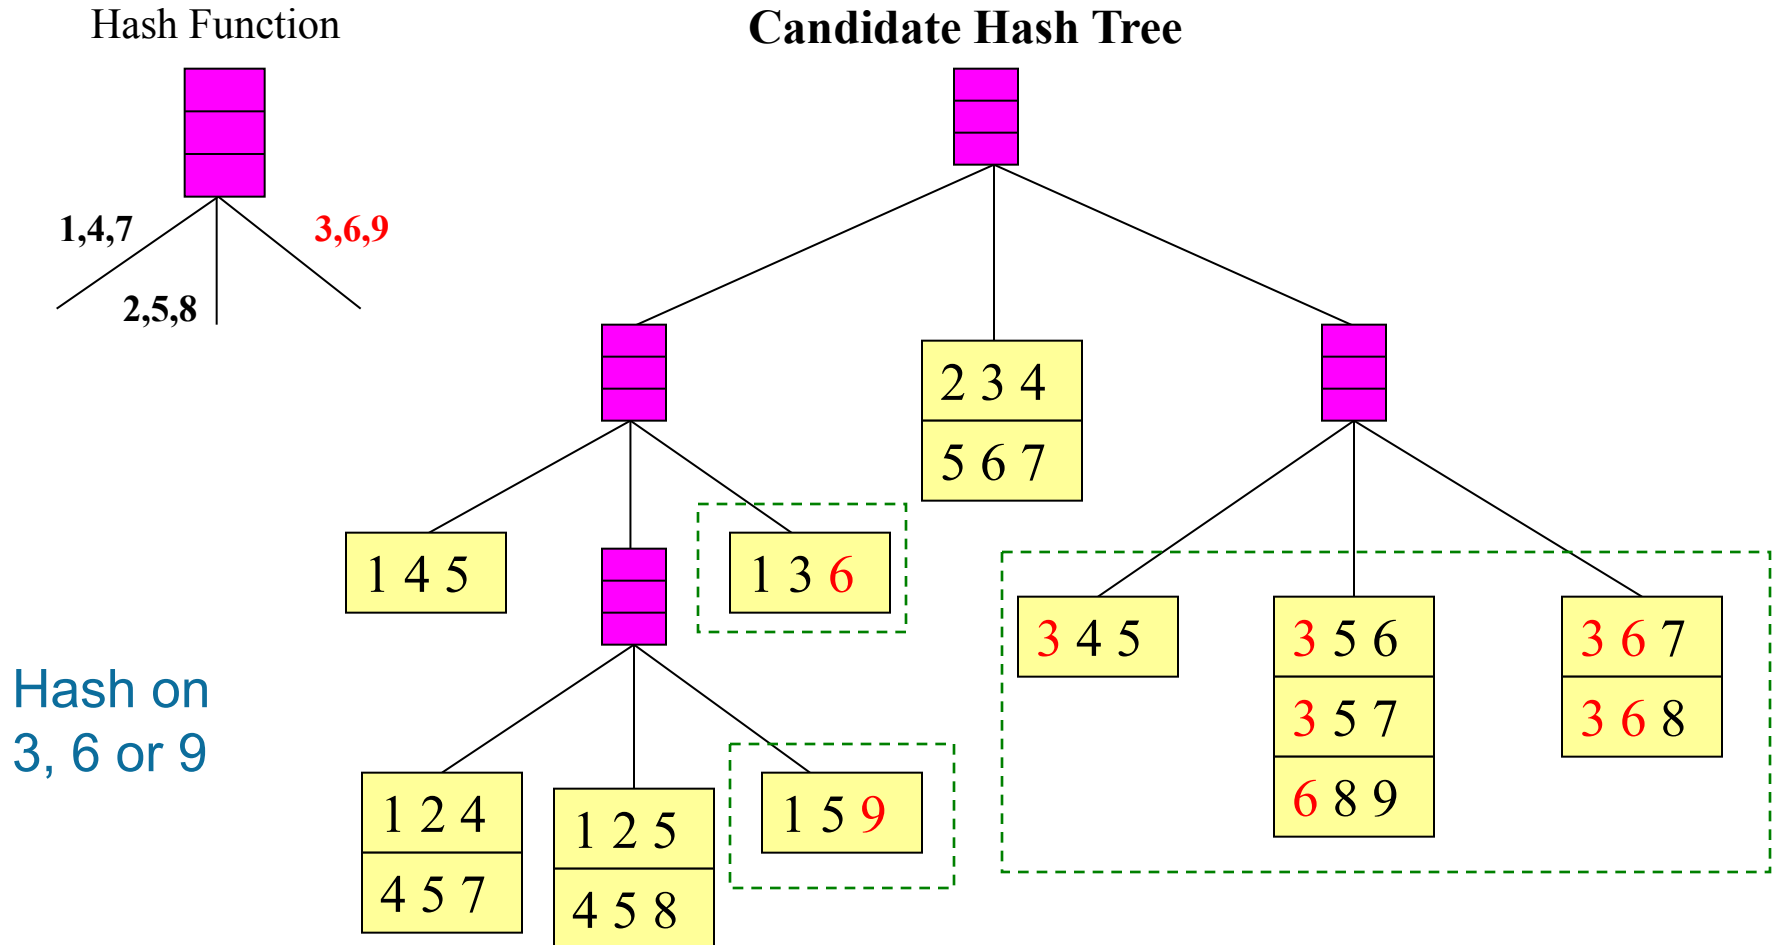 Hash Function
Candidate Hash Tree
1,4,7
3,6,9
2,5,8
2 3 4
5 6 7
1 4 5
1 3 6
3 4 5
3 5 6
3 6 7
3 5 7
3 6 8
6 8 9
Hash on
3, 6 or 9
1 2 4
1 2 5
1 5 9
4 5 7
4 5 8